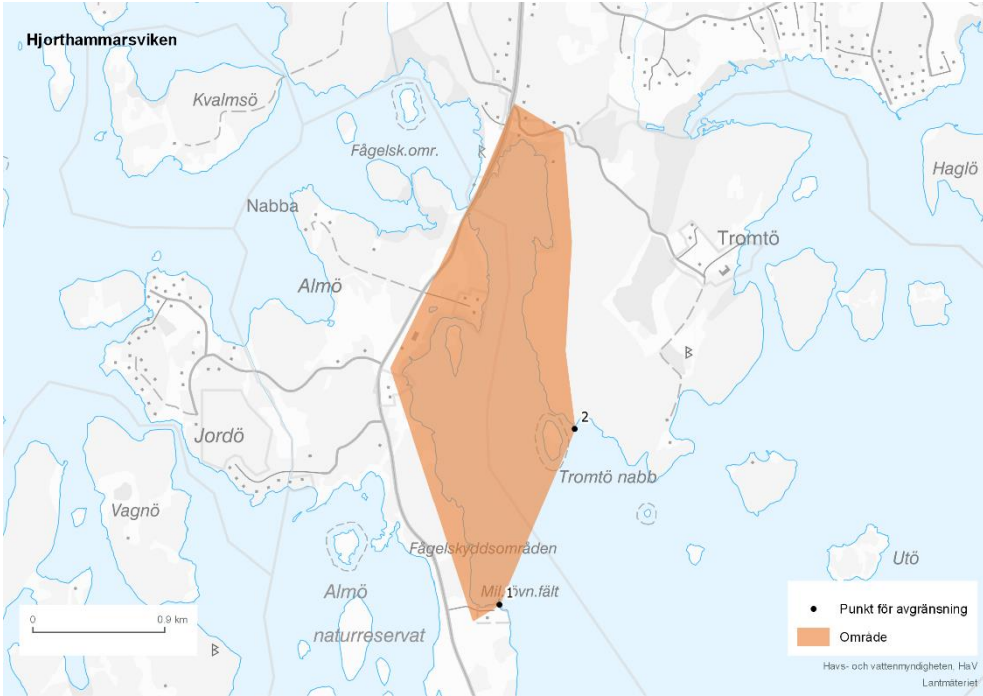 Hjorthammarsviken
Kvalmsö
Fågelsk.omr.
R
Haglö
Nabba
Tromtö
Almö
Jordö
2
Tromtö nabb
Vagnö
Fågelskyddsområden
Utö
Almö
naturreservat
Mil.övn.fält
1
0
0.9 km
Punkt för avgränsning
Område
Havs- och vattenmyndigheten, HaV
Lantmäteriet